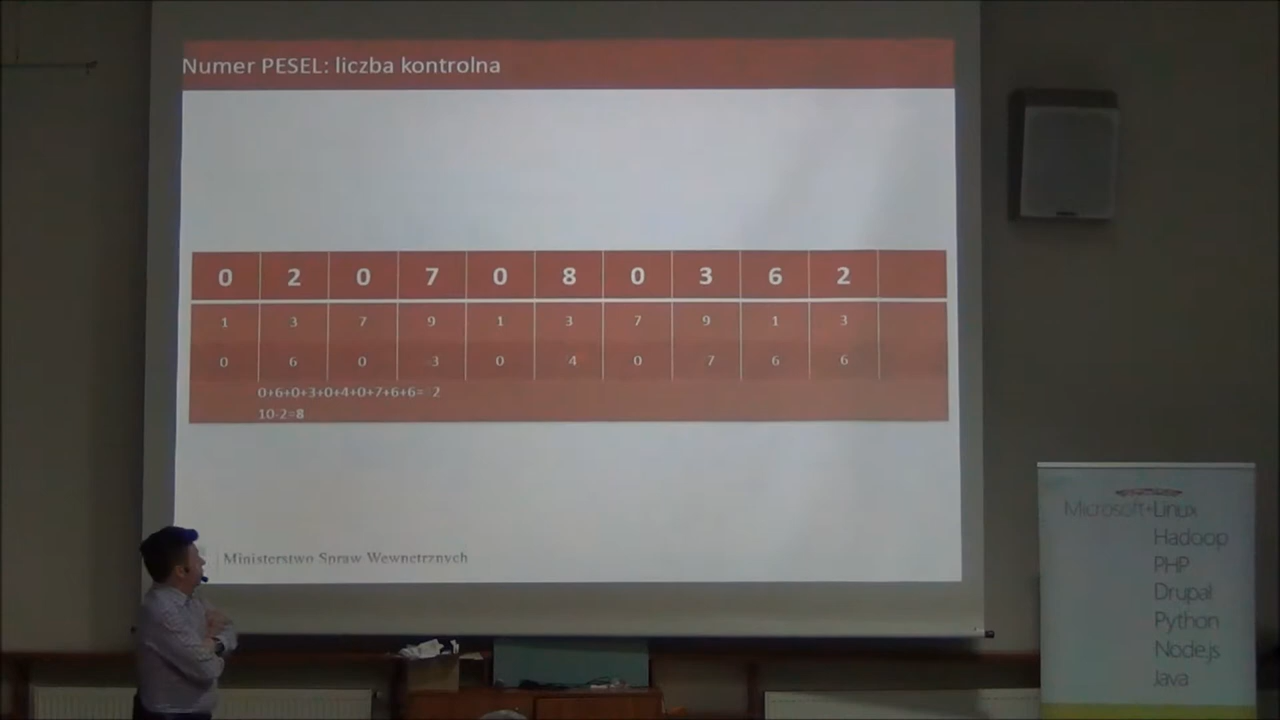 Numer PESEL: liczba kontrolna
0 2 0 7 0 8 0 3 6 2
1 3 7 9 1 3 7 9 1 3
0 6 0 3 0 4 0 7 6 6
0+6+0+3+0+4+0+7+6+6= 2
10-2=8
Ministerstwo Spraw Wewnętrznych
Microsoft+Linux
Hadoop
PHP
Drupal
Python
Node.js
Java